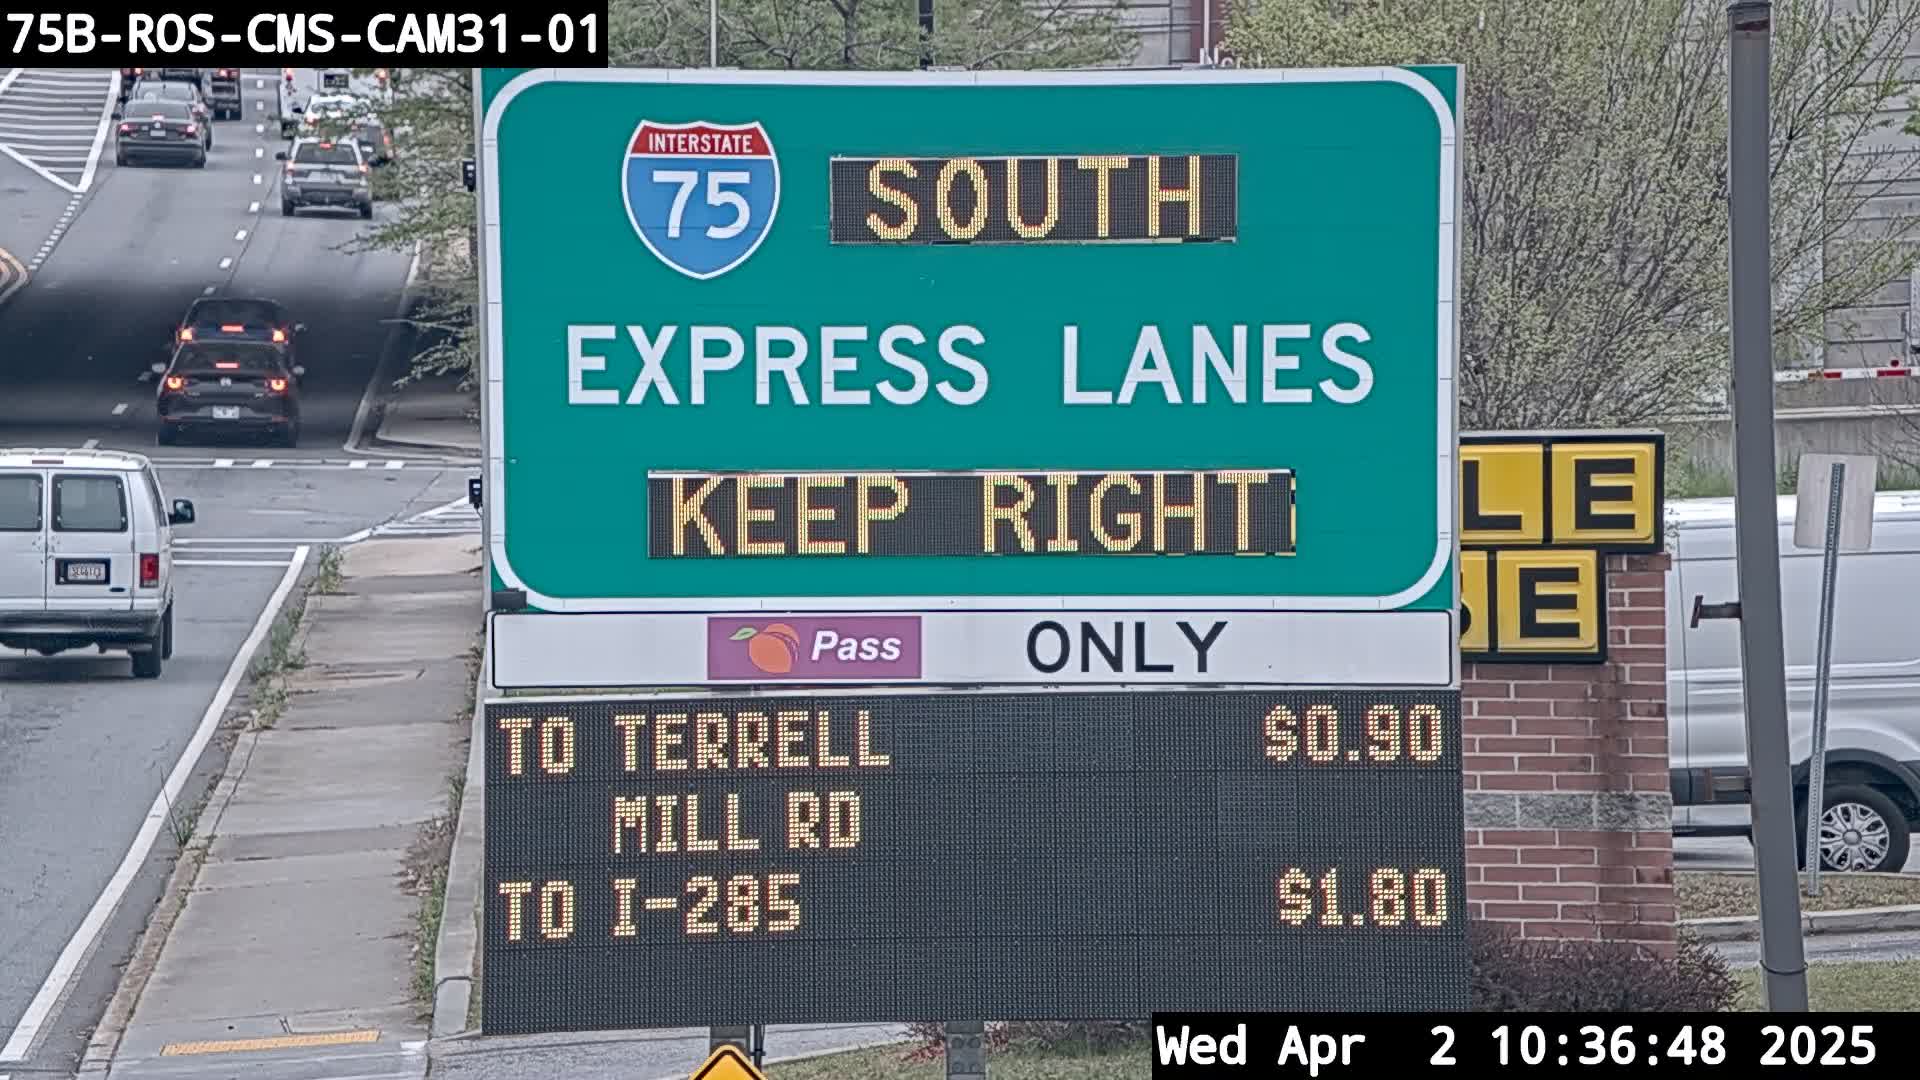 75B-ROS-CMS-CAM31-01
INTERSTATE
75
SOUTH
EXPRESS LANES
KEEP RIGHT
Pass ONLY
TO TERRELL $0.90
MILL RD
TO I-285 $1.80
LE
E
Wed Apr 2 10:36:48 2025